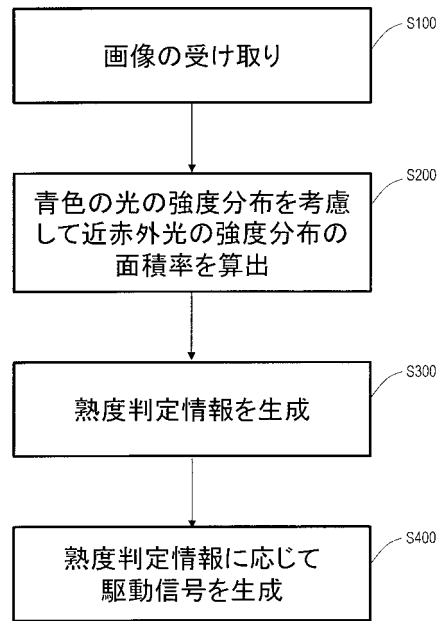 S100
画像の受け取り
S200
青色の光の強度分布を考慮
して近赤外光の強度分布の
面積率を算出
S300
熟度判定情報を生成
S400
熟度判定情報に応じて
駆動信号を生成